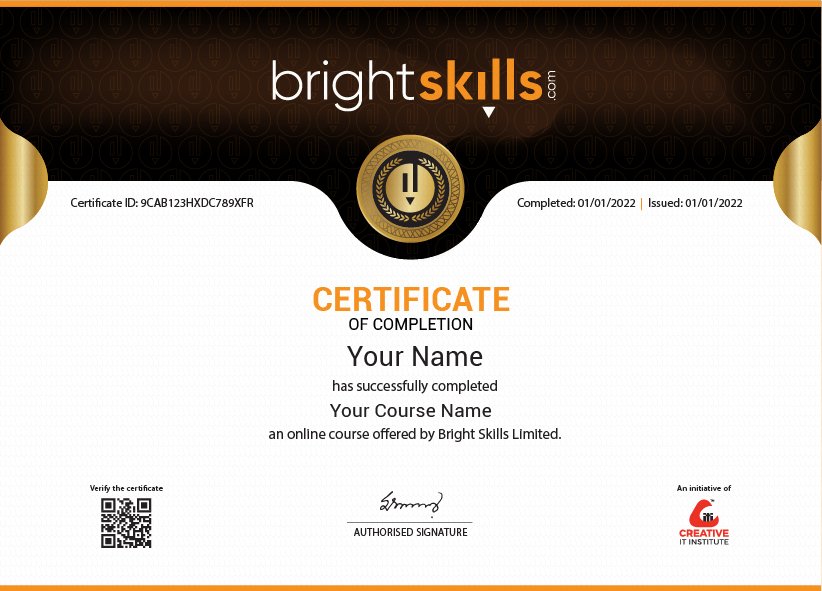 brightskills.com
Certificate ID: 9CAB123HXDC789XFR
Completed: 01/01/2022 | Issued: 01/01/2022
CERTIFICATE
OF COMPLETION
Your Name
has successfully completed
Your Course Name
an online course offered by Bright Skills Limited.
Verify the certificate
AUTHORISED SIGNATURE
An initiative of
CREATIVE
IT INSTITUTE